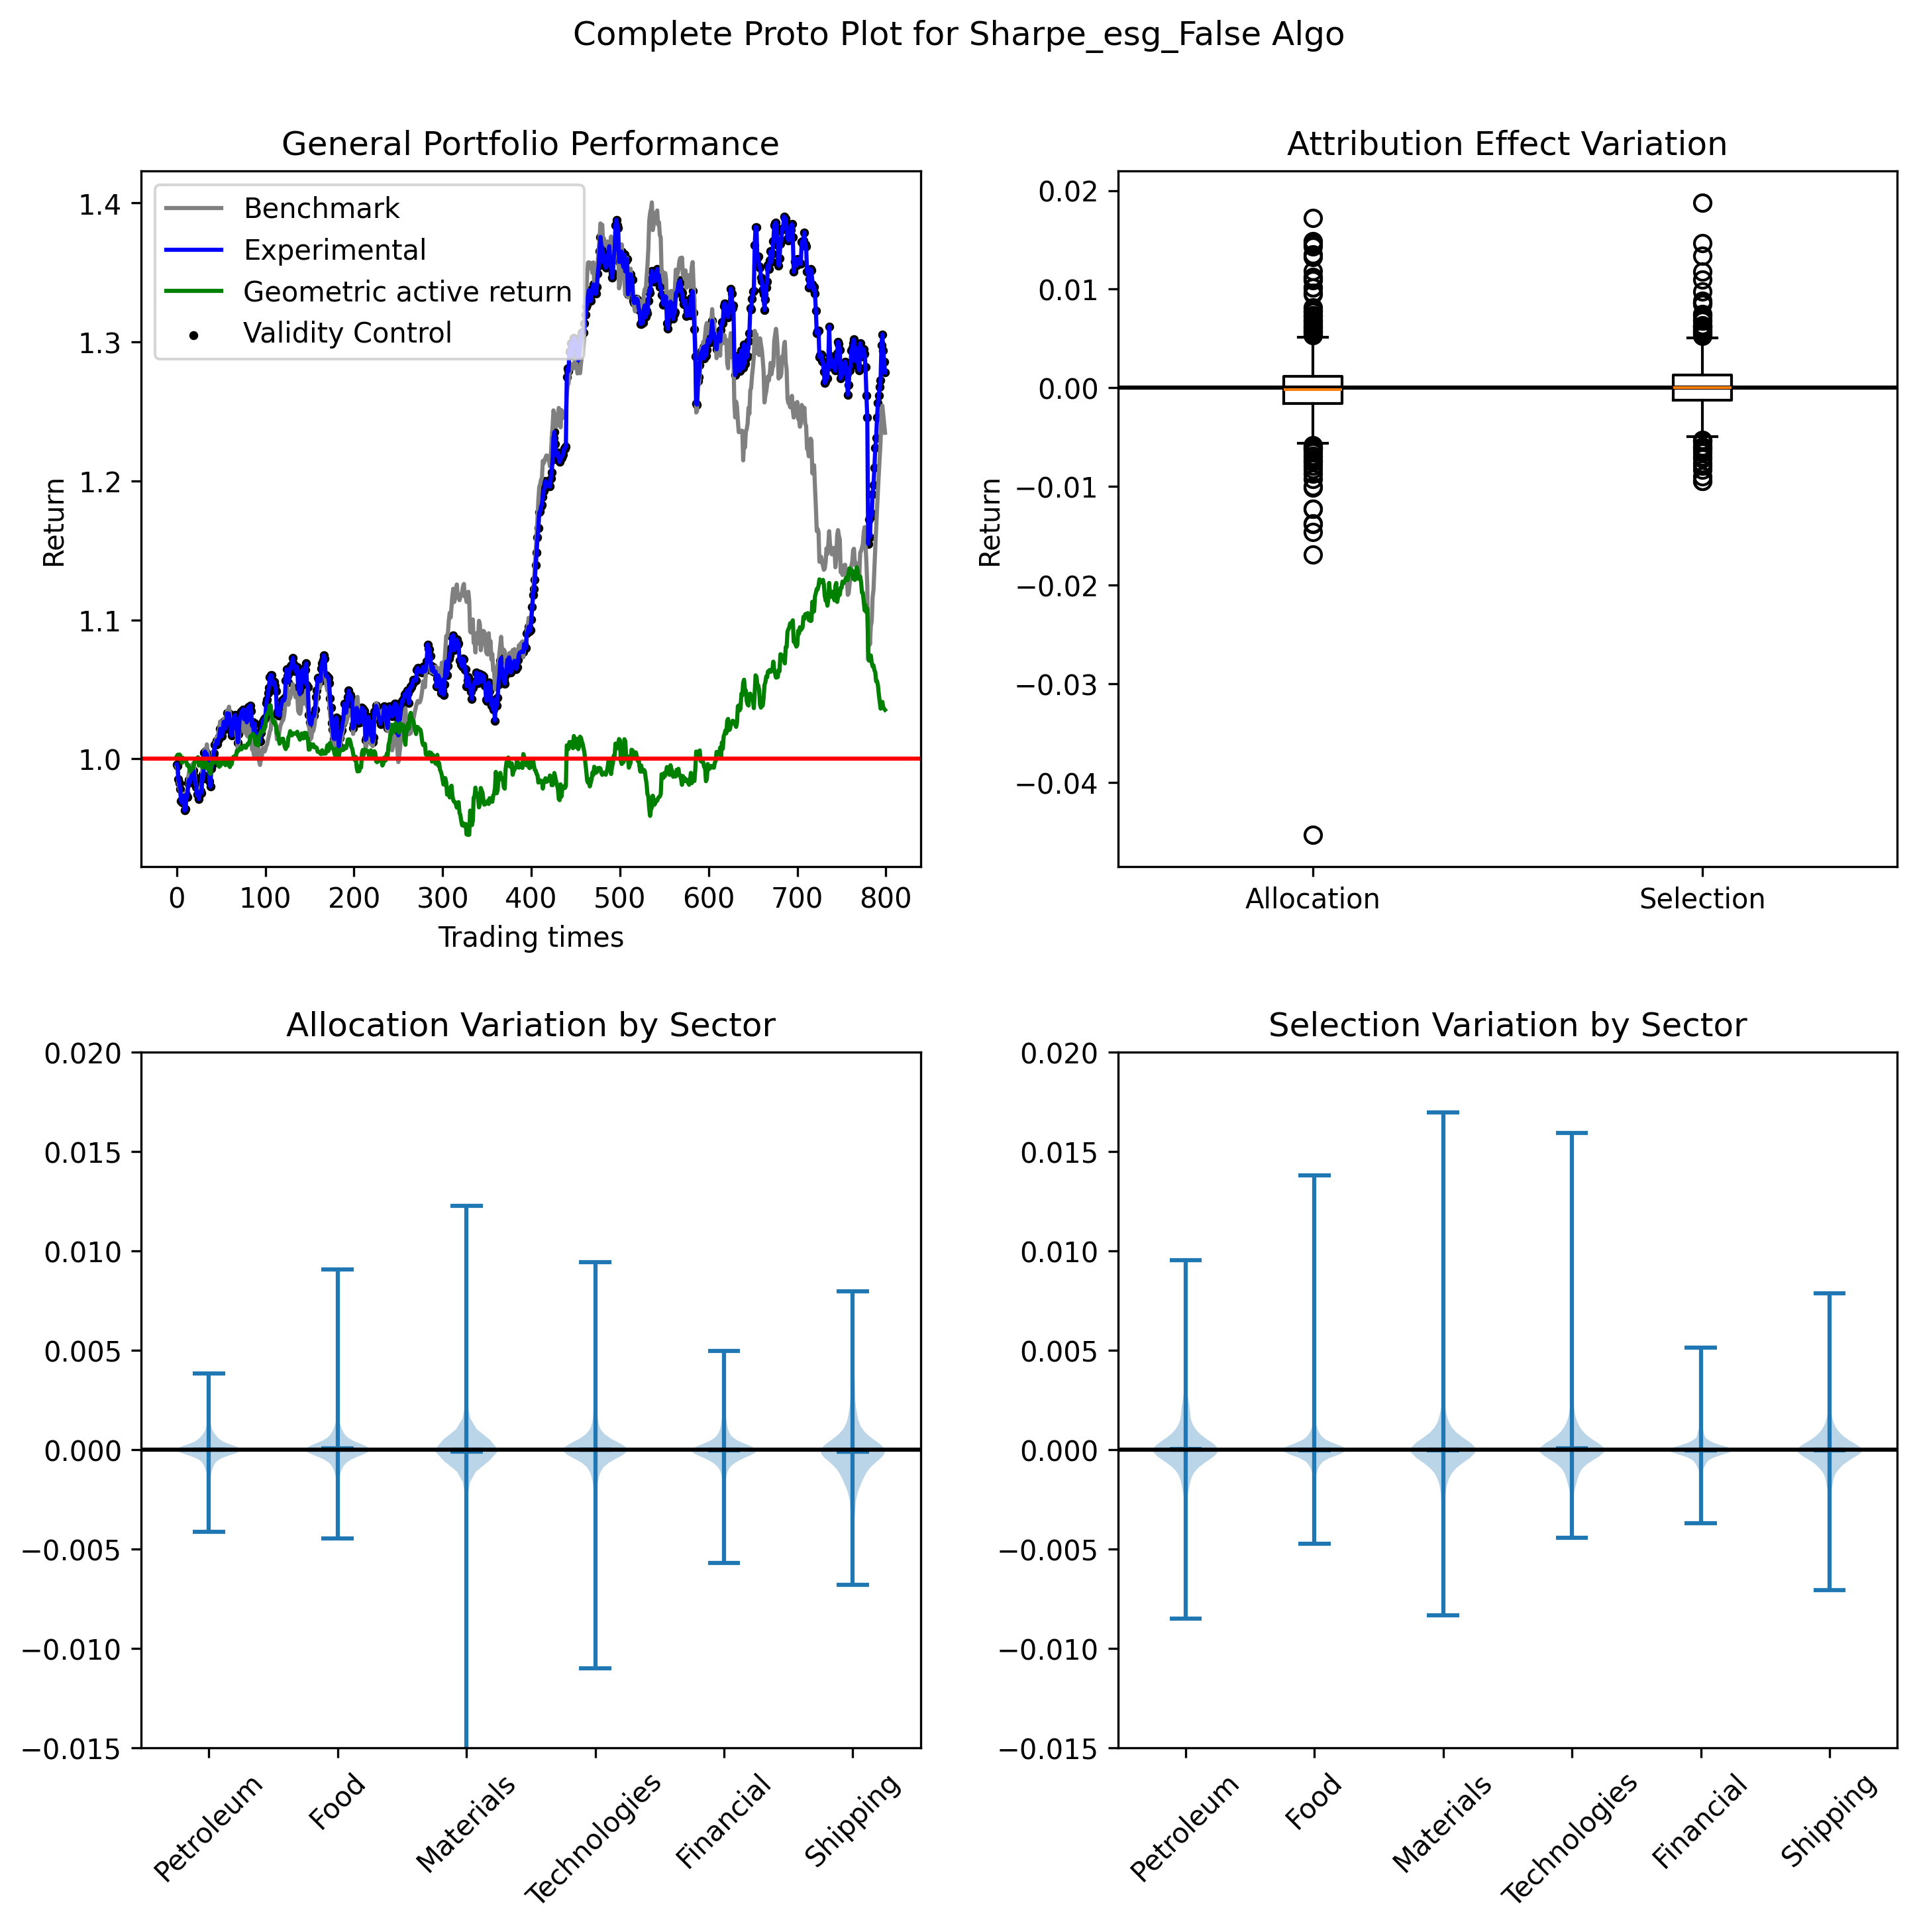 Complete Proto Plot for Sharpe_esg_False Algo
General Portfolio Performance
Benchmark
Experimental
Geometric active return
Validity Control
1.4
1.3
1.2
1.1
1.0
Return
0 100 200 300 400 500 600 700 800
Trading times
Attribution Effect Variation
0.02
0.01
0.00
−0.01
−0.02
−0.03
−0.04
Return
Allocation Selection
Allocation Variation by Sector
0.020
0.015
0.010
0.005
0.000
−0.005
−0.010
−0.015
Petroleum
Food
Materials
Technologies
Financial
Shipping
Selection Variation by Sector
0.020
0.015
0.010
0.005
0.000
−0.005
−0.010
−0.015
Petroleum
Food
Materials
Technologies
Financial
Shipping